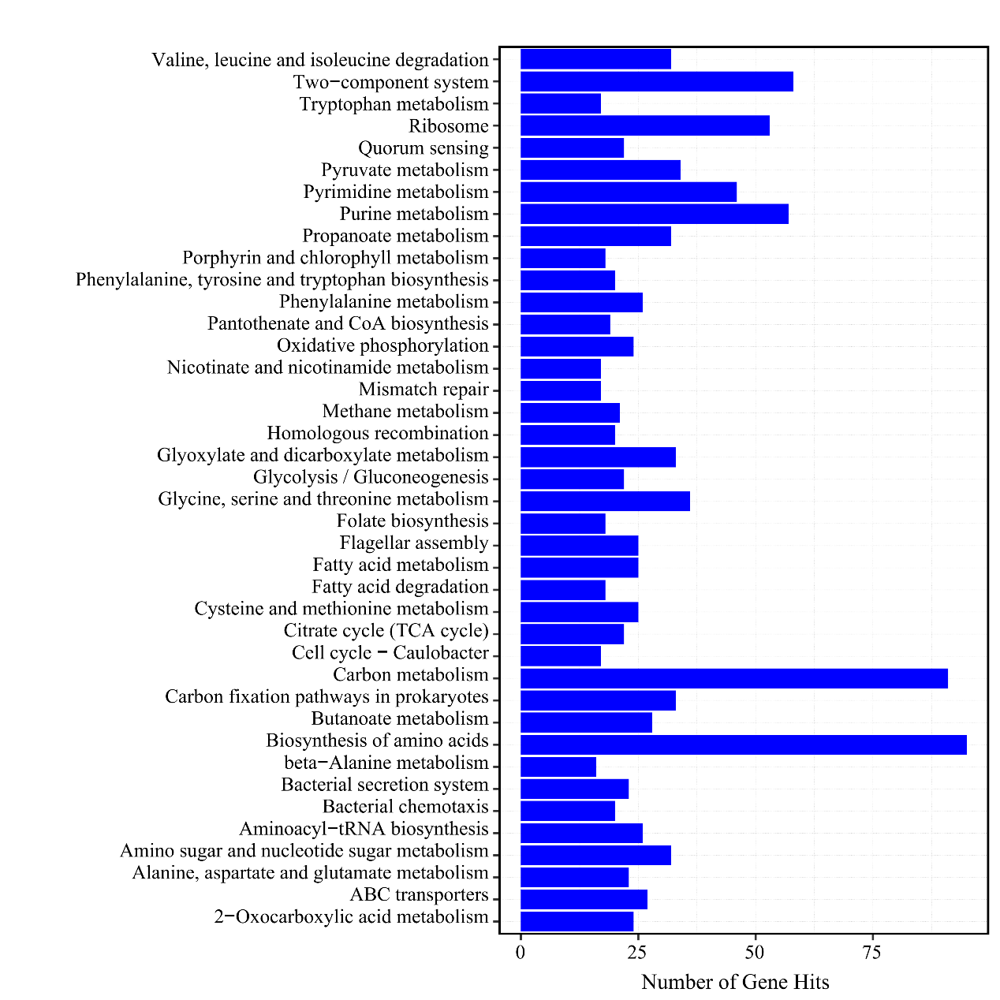 Valine, leucine and isoleucine degradation
Two−component system
Tryptophan metabolism
Ribosome
Quorum sensing
Pyruvate metabolism
Pyrimidine metabolism
Purine metabolism
Propanoate metabolism
Porphyrin and chlorophyll metabolism
Phenylalanine, tyrosine and tryptophan biosynthesis
Phenylalanine metabolism
Pantothenate and CoA biosynthesis
Oxidative phosphorylation
Nicotinate and nicotinamide metabolism
Mismatch repair
Methane metabolism
Homologous recombination
Glyoxylate and dicarboxylate metabolism
Glycolysis / Gluconeogenesis
Glycine, serine and threonine metabolism
Folate biosynthesis
Flagellar assembly
Fatty acid metabolism
Fatty acid degradation
Cysteine and methionine metabolism
Citrate cycle (TCA cycle)
Cell cycle − Caulobacter
Carbon metabolism
Carbon fixation pathways in prokaryotes
Butanoate metabolism
Biosynthesis of amino acids
beta−Alanine metabolism
Bacterial secretion system
Bacterial chemotaxis
Aminoacyl−tRNA biosynthesis
Amino sugar and nucleotide sugar metabolism
Alanine, aspartate and glutamate metabolism
ABC transporters
2−Oxocarboxylic acid metabolism
0 25 50 75
Number of Gene Hits